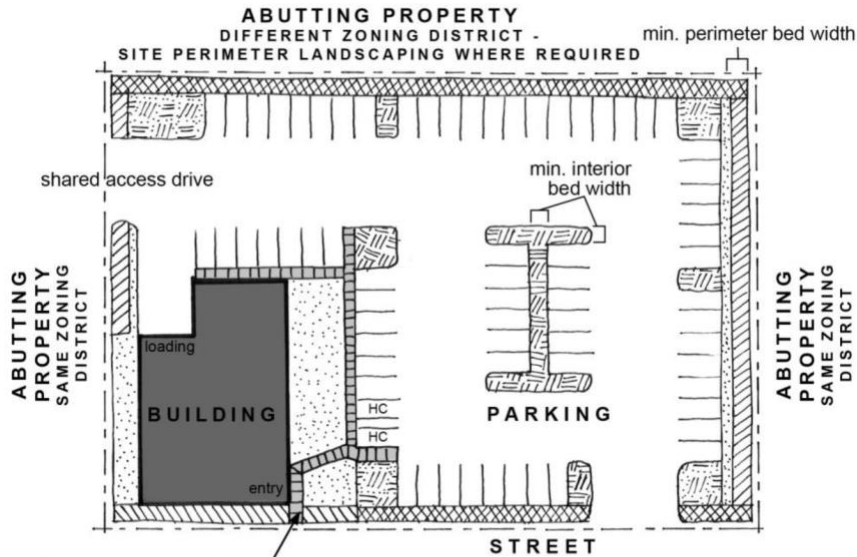 ABUTTING PROPERTY
DIFFERENT ZONING DISTRICT -
SITE PERIMETER LANDSCAPING WHERE REQUIRED
min. perimeter bed width
shared access drive
min. interior
bed width
ABUTTING
PROPERTY
SAME ZONING
DISTRICT
ABUTTING
PROPERTY
SAME ZONING
DISTRICT
loading
BUILDING
HC
HC
PARKING
entry
STREET